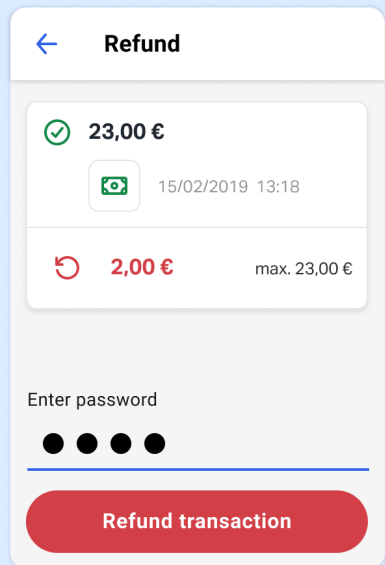 Refund
23,00 €
15/02/2019 13:18
2,00 € max. 23,00 €
Enter password
Refund transaction